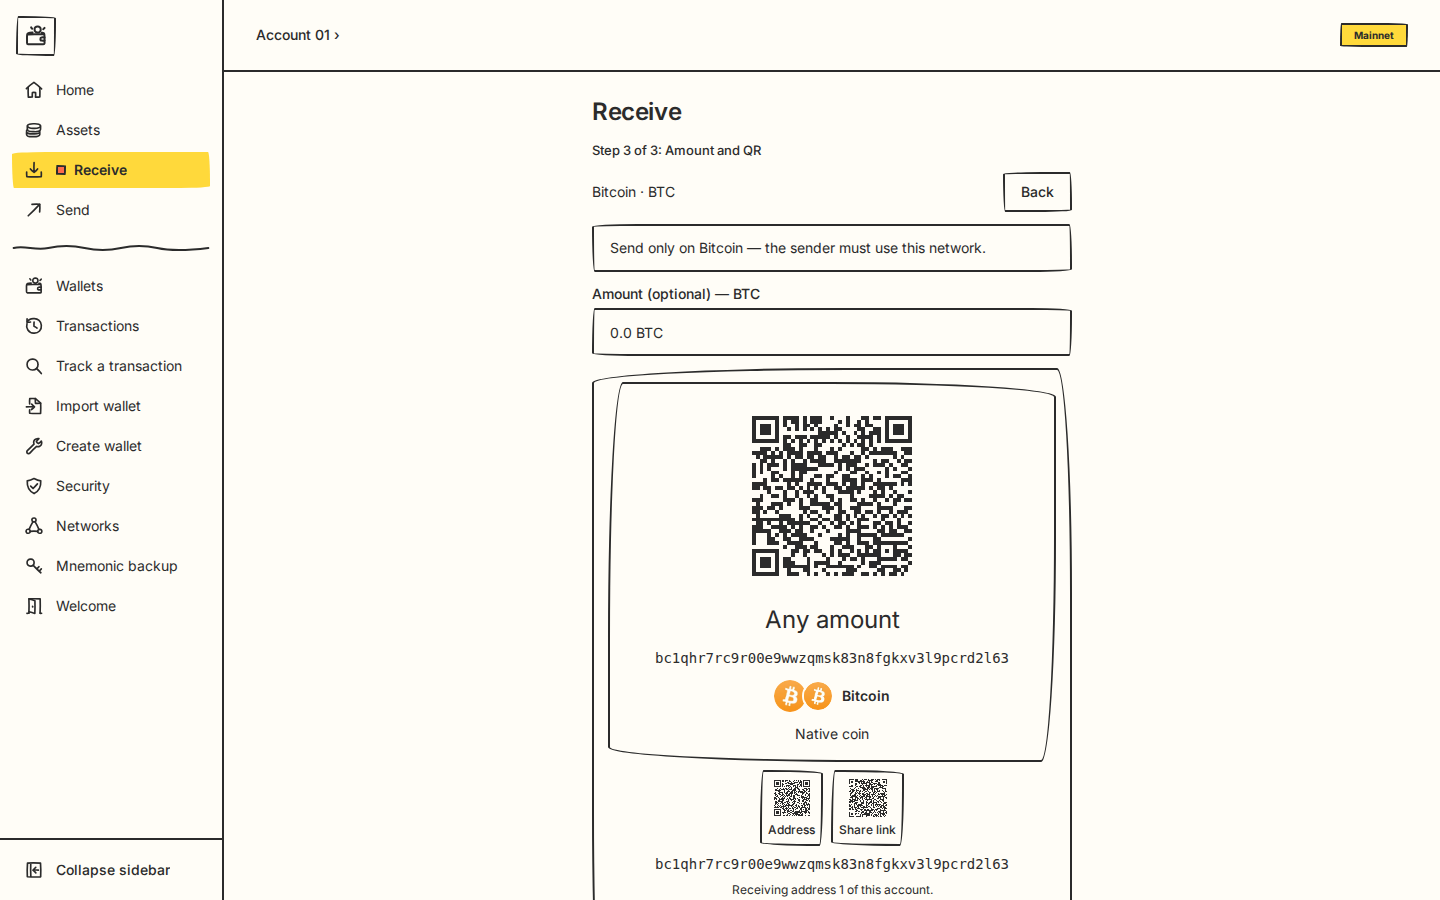 Home
Assets
Receive
Send
Wallets
Transactions
Track a transaction
Import wallet
Create wallet
Security
Networks
Mnemonic backup
Welcome
Collapse sidebar
Account 01 ›
Mainnet
Receive
Step 3 of 3: Amount and QR
Bitcoin · BTC
Back
Send only on Bitcoin — the sender must use this network.
Amount (optional) — BTC
0.0 BTC
Any amount
bc1qhr7rc9r00e9wwzqmsk83n8fgkxv3l9pcrd2l63
Bitcoin
Native coin
Address
Share link
bc1qhr7rc9r00e9wwzqmsk83n8fgkxv3l9pcrd2l63
Receiving address 1 of this account.